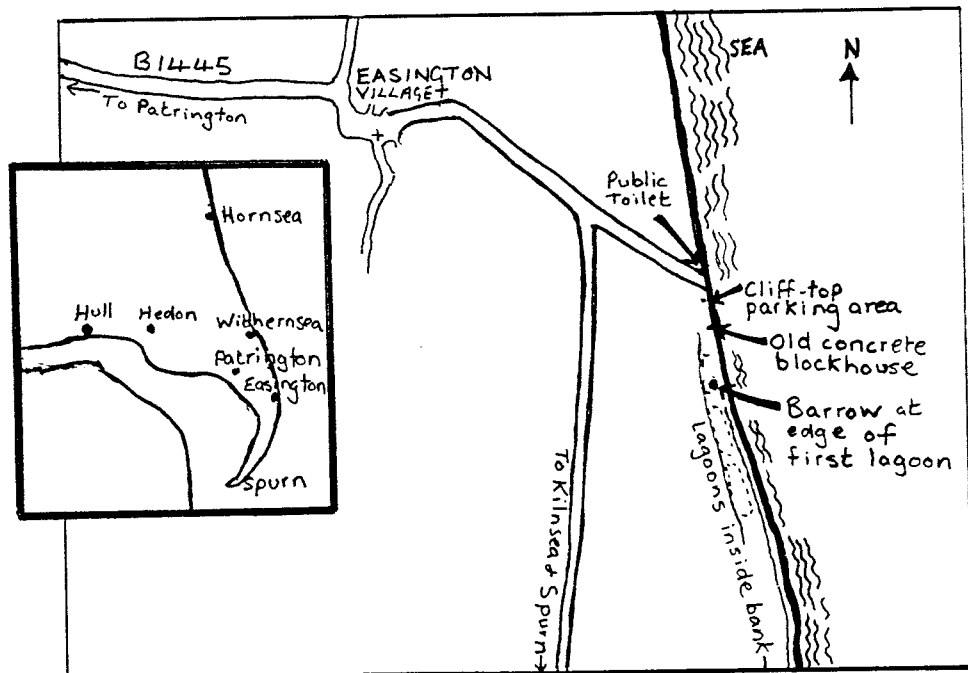 B1445
To Patrington
EASINGTON
VILLAGE
SEA
N
Public
Toilet
Cliff-top
parking area
Old concrete
blockhouse
Barrow at
edge of
first lagoon
Lagoons inside bank
To Kilnsea & Spurn
Hornsea
Hull
Hedon
Withernsea
Patrington
Easington
Spurn